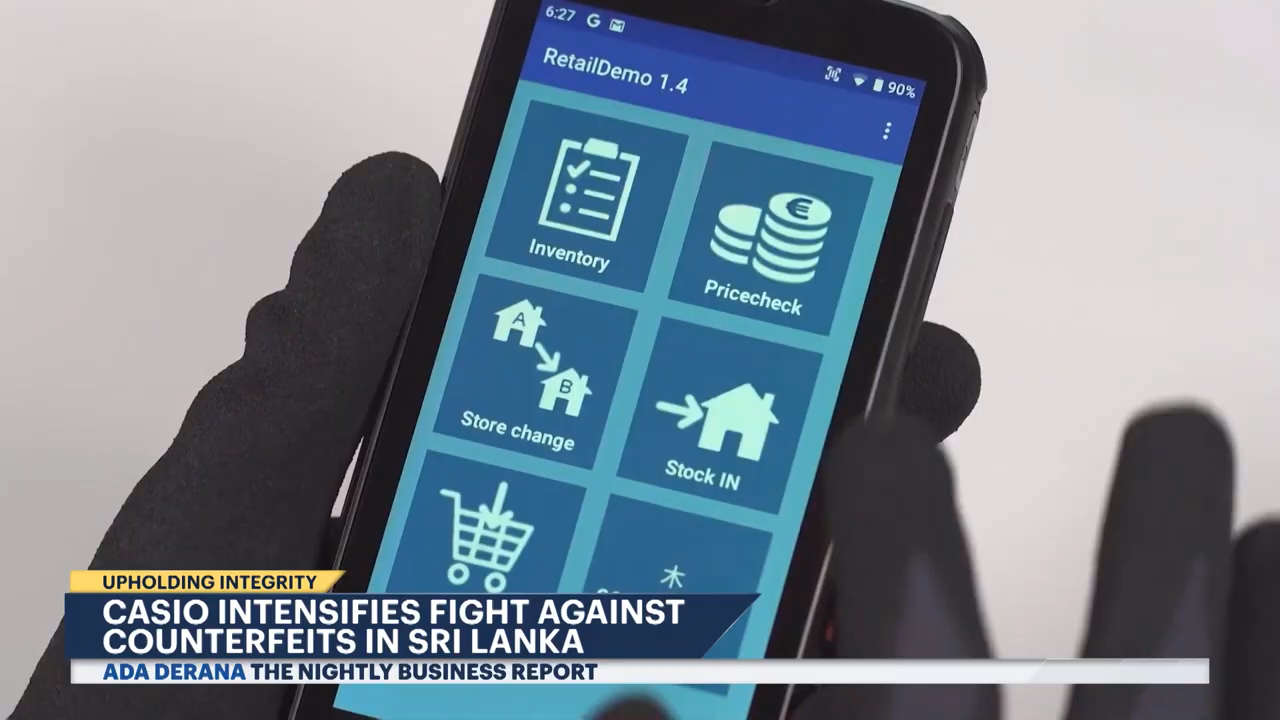 6:27 G
90%
RetailDemo 1.4
€
Inventory
Pricecheck
A
B
Store change
Stock IN
木
UPHOLDING INTEGRITY
CASIO INTENSIFIES FIGHT AGAINST
COUNTERFEITS IN SRI LANKA
ADA DERANA THE NIGHTLY BUSINESS REPORT